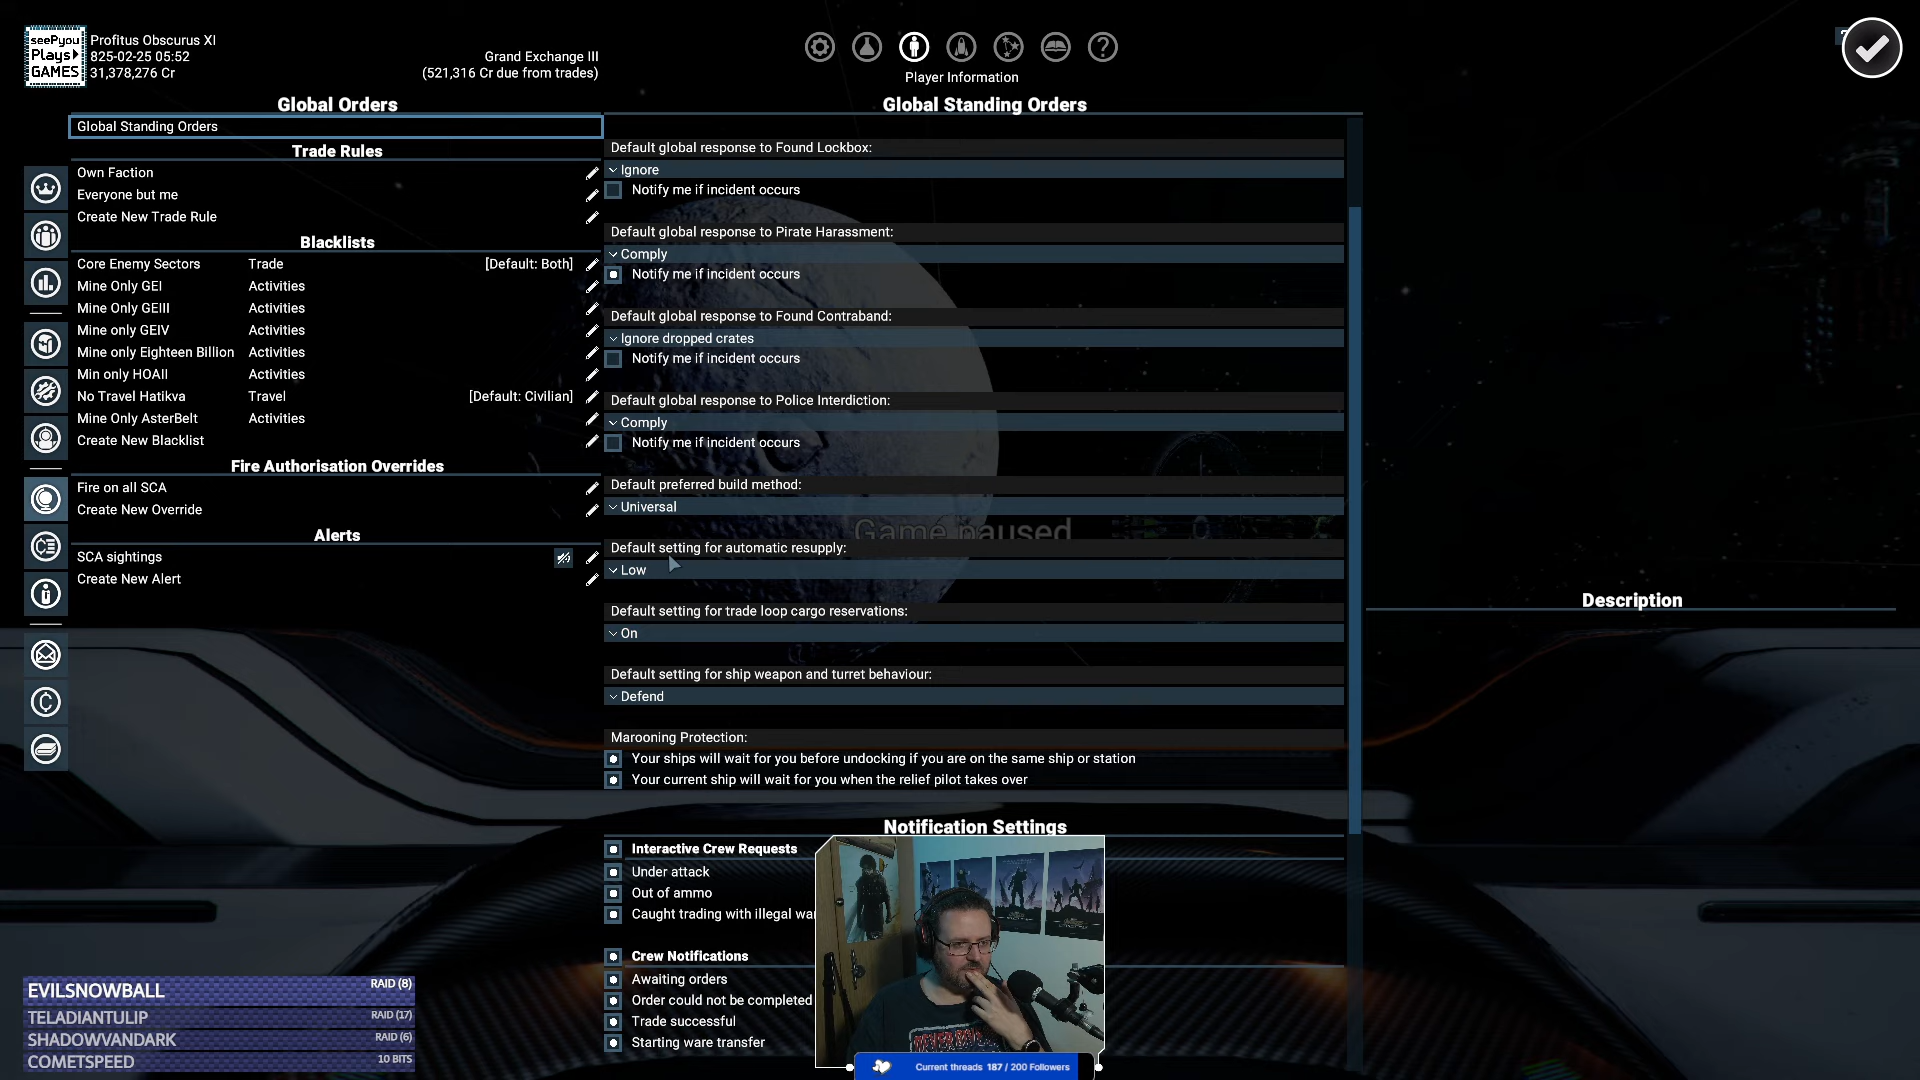 seePyou
Plays
GAMES
Profitus Obscurus XI
825-02-25 05:52
31,378,276 Cr
Grand Exchange III
(521,316 Cr due from trades)
Player Information
?
Global Orders
Global Standing Orders
Trade Rules
Own Faction
Everyone but me
Create New Trade Rule
Blacklists
Core Enemy Sectors Trade [Default: Both]
Mine Only GEI Activities
Mine Only GEIII Activities
Mine only GEIV Activities
Mine only Eighteen Billion Activities
Min only HOAII Activities
No Travel Hatikva Travel [Default: Civilian]
Mine Only AsterBelt Activities
Create New Blacklist
Fire Authorisation Overrides
Fire on all SCA
Create New Override
Alerts
SCA sightings
Create New Alert
Global Standing Orders
Default global response to Found Lockbox:
Ignore
Notify me if incident occurs
Default global response to Pirate Harassment:
Comply
Notify me if incident occurs
Default global response to Found Contraband:
Ignore dropped crates
Notify me if incident occurs
Default global response to Police Interdiction:
Comply
Notify me if incident occurs
Default preferred build method:
Universal
Game paused
Default setting for automatic resupply:
Low
Default setting for trade loop cargo reservations:
On
Default setting for ship weapon and turret behaviour:
Defend
Marooning Protection:
Your ships will wait for you before undocking if you are on the same ship or station
Your current ship will wait for you when the relief pilot takes over
Notification Settings
Interactive Crew Requests
Under attack
Out of ammo
Caught trading with illegal
Crew Notifications
Awaiting orders
Order could not be completed
Trade successful
Starting ware transfer
Description
EVILSNOWBALL RAID (8)
TELADIANTULIP RAID (17)
SHADOWVANDARK RAID (6)
COMETSPEED 10 BITS
Current threads 187 / 200 Followers